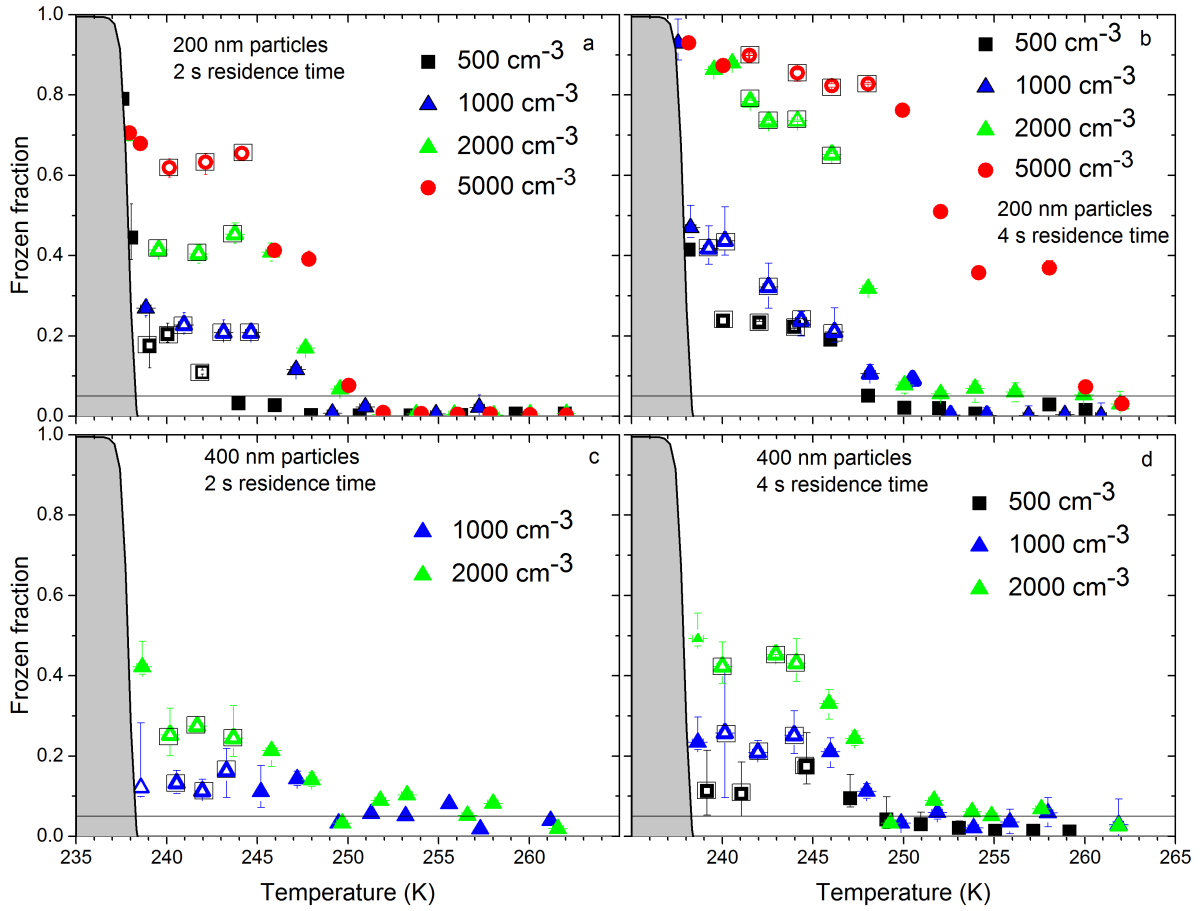 200 nm particles
2 s residence time
a
500 cm⁻³
1000 cm⁻³
2000 cm⁻³
5000 cm⁻³
1.0
0.8
0.6
0.4
0.2
0.0
Frozen fraction
b
500 cm⁻³
1000 cm⁻³
2000 cm⁻³
5000 cm⁻³
200 nm particles
4 s residence time
400 nm particles
2 s residence time
c
1000 cm⁻³
2000 cm⁻³
1.0
0.8
0.6
0.4
0.2
0.0
Frozen fraction
235 240 245 250 255 260
Temperature (K)
400 nm particles
4 s residence time
d
500 cm⁻³
1000 cm⁻³
2000 cm⁻³
240 245 250 255 260 265
Temperature (K)